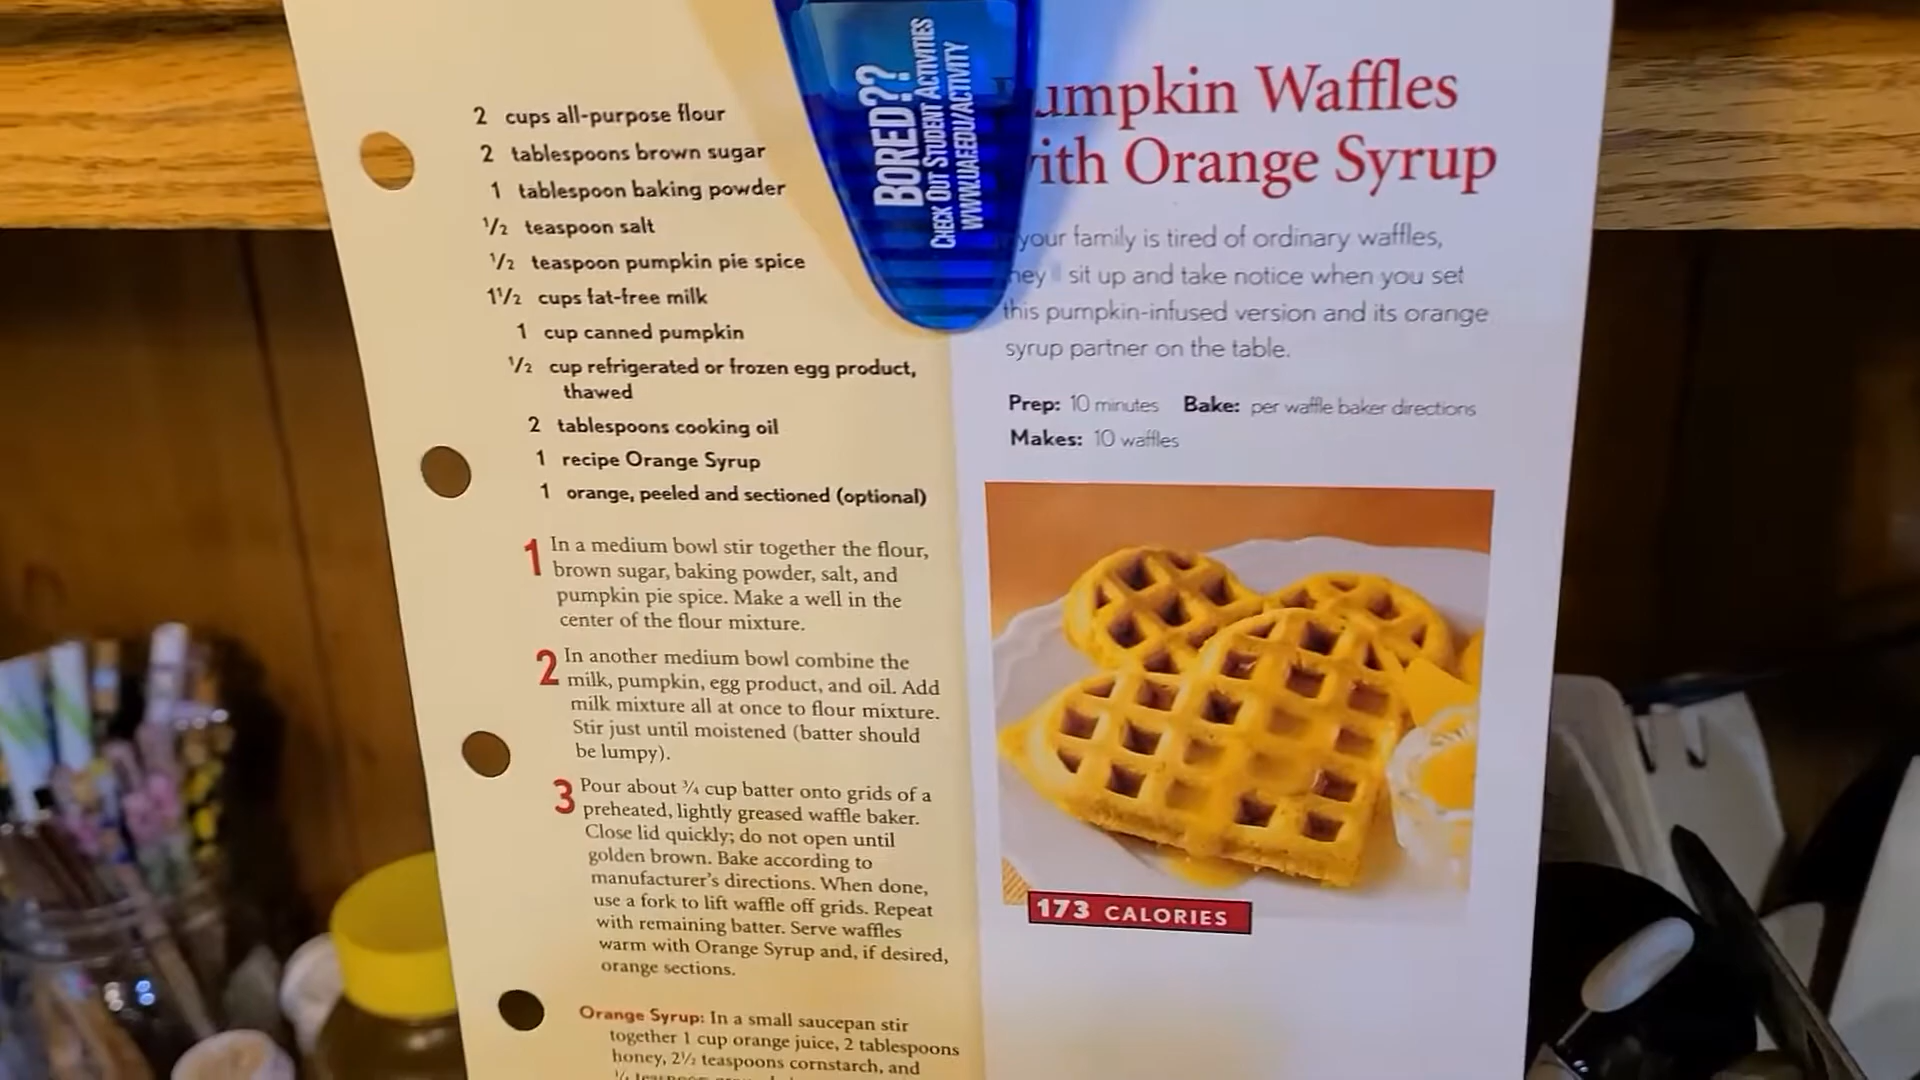 2 cups all-purpose flour
2 tablespoons brown sugar
1 tablespoon baking powder
1/2 teaspoon salt
1/2 teaspoon pumpkin pie spice
1 1/2 cups fat-free milk
1 cup canned pumpkin
1/2 cup refrigerated or frozen egg product,
thawed
2 tablespoons cooking oil
1 recipe Orange Syrup
1 orange, peeled and sectioned (optional)
1 In a medium bowl stir together the flour,
brown sugar, baking powder, salt, and
pumpkin pie spice. Make a well in the
center of the flour mixture.
2 In another medium bowl combine the
milk, pumpkin, egg product, and oil. Add
milk mixture all at once to flour mixture.
Stir just until moistened (batter should
be lumpy).
3 Pour about 3/4 cup batter onto grids of a
preheated, lightly greased waffle baker.
Close lid quickly; do not open until
golden brown. Bake according to
manufacturer's directions. When done,
use a fork to lift waffle off grids. Repeat
with remaining batter. Serve waffles
warm with Orange Syrup and, if desired,
orange sections.
Orange Syrup: In a small saucepan stir
together 1 cup orange juice, 2 tablespoons
honey, 2 1/2 teaspoons cornstarch, and
BORED??
CHECK OUT STUDENT ACTIVITIES
WWW.UAF.EDU/ACTIVITY
umpkin Waffles
ith Orange Syrup
your family is tired of ordinary waffles,
hey'll sit up and take notice when you set
this pumpkin-infused version and its orange
syrup partner on the table.
Prep: 10 minutes Bake: per waffle baker directions
Makes: 10 waffles
173 CALORIES